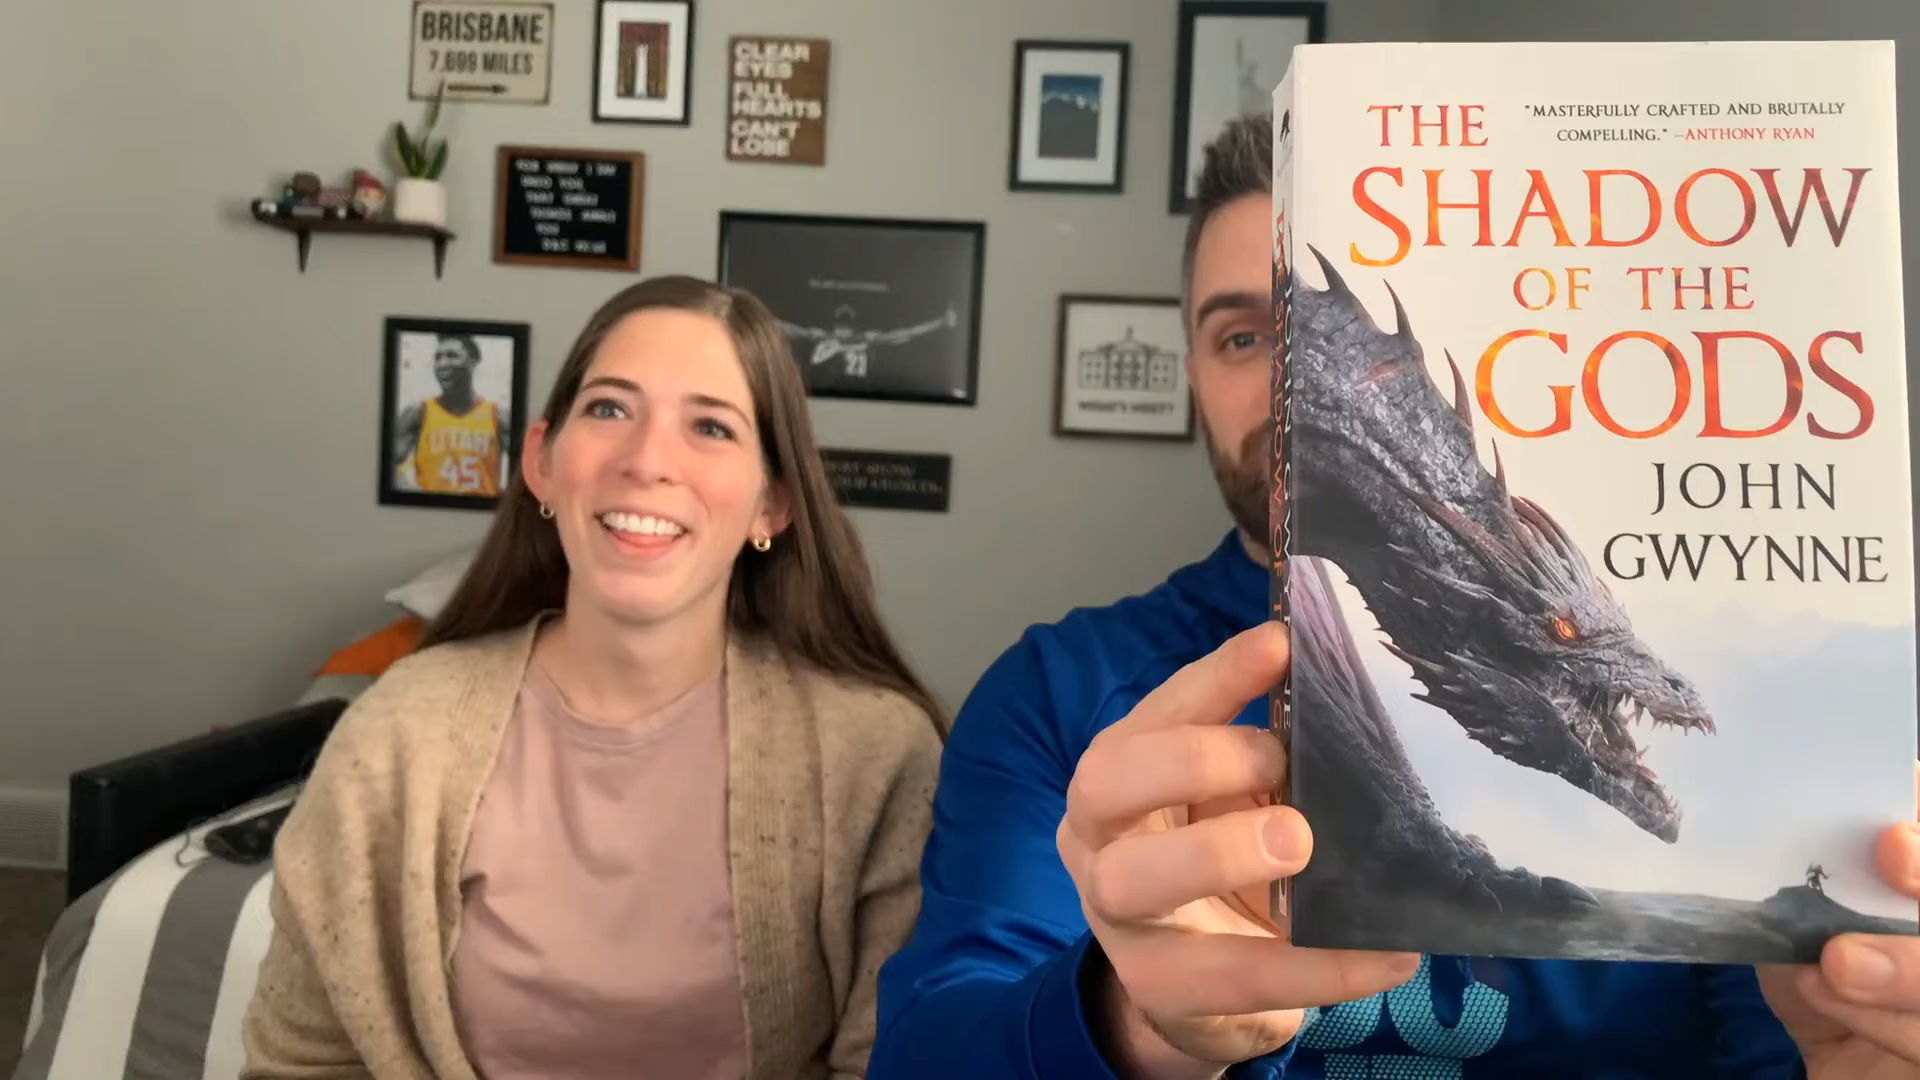 BRISBANE
7,699 MILES
CLEAR
EYES
FULL
HEARTS
CAN'T
LOSE
UTAH
45
23
THE
"MASTERFULLY CRAFTED AND BRUTALLY
COMPELLING." —ANTHONY RYAN
SHADOW
OF THE
GODS
JOHN
GWYNNE